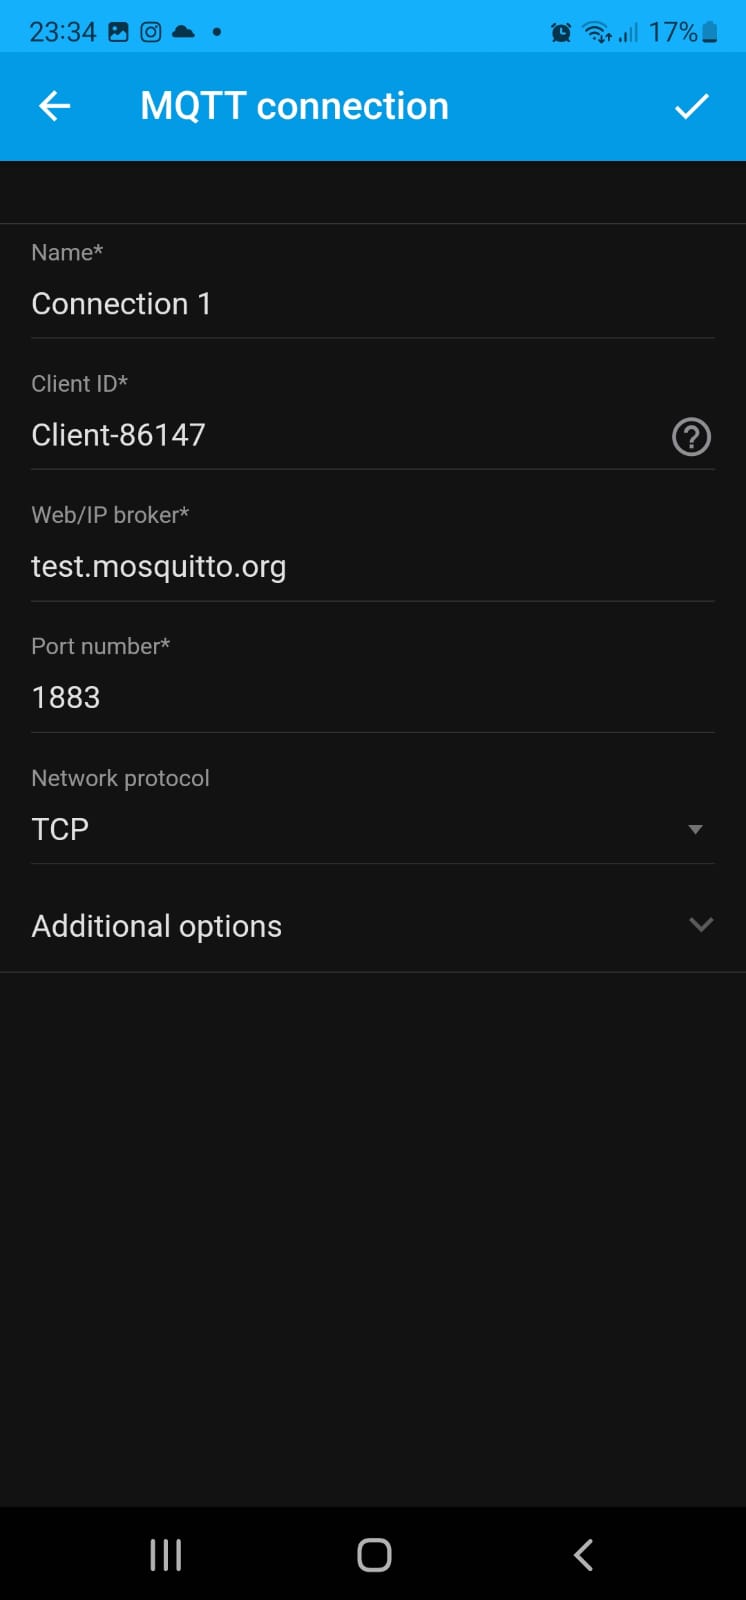 23:34 17%
MQTT connection
Name*
Connection 1
Client ID*
Client-86147
Web/IP broker*
test.mosquitto.org
Port number*
1883
Network protocol
TCP
Additional options